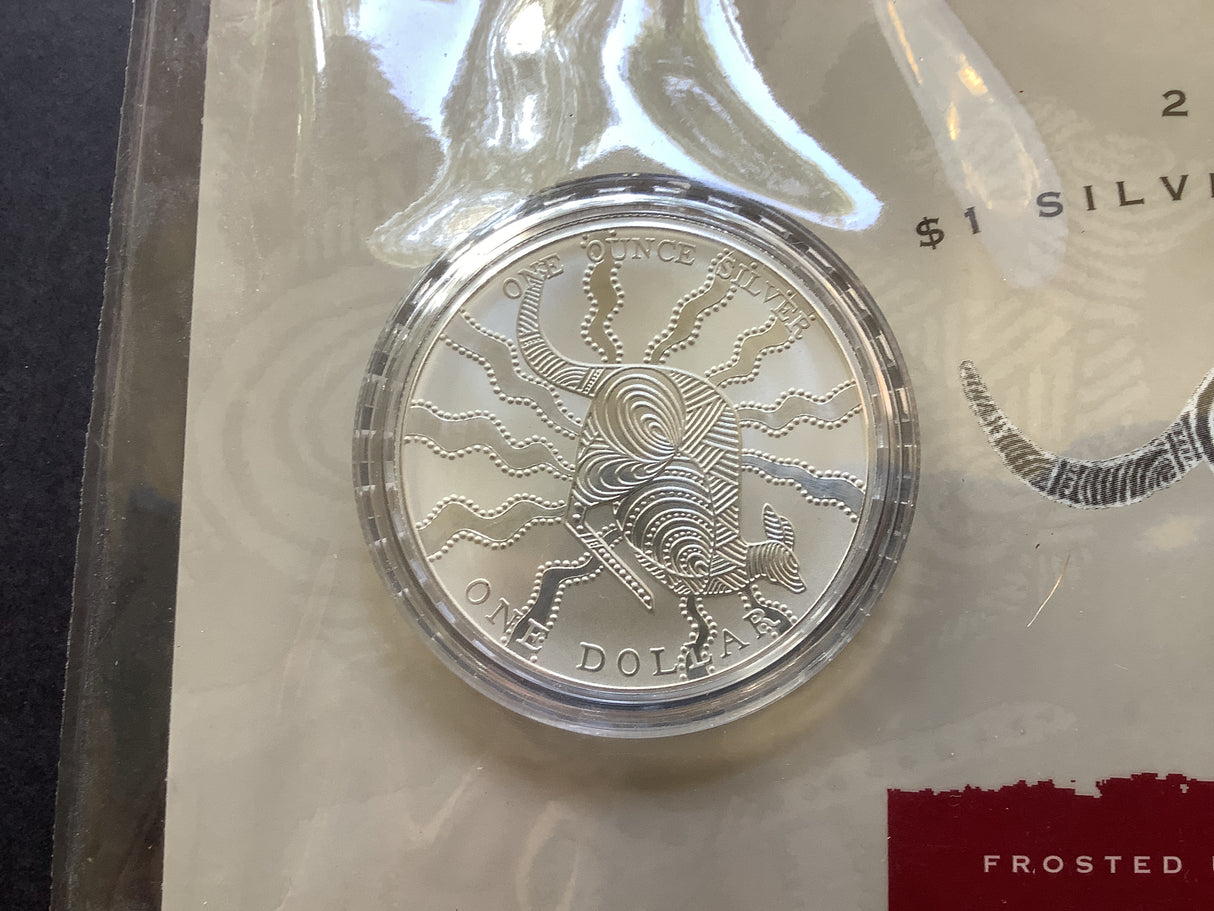 ONE OUNCE SILVER
ONE DOLLAR
2
$1 SILV
FROSTED